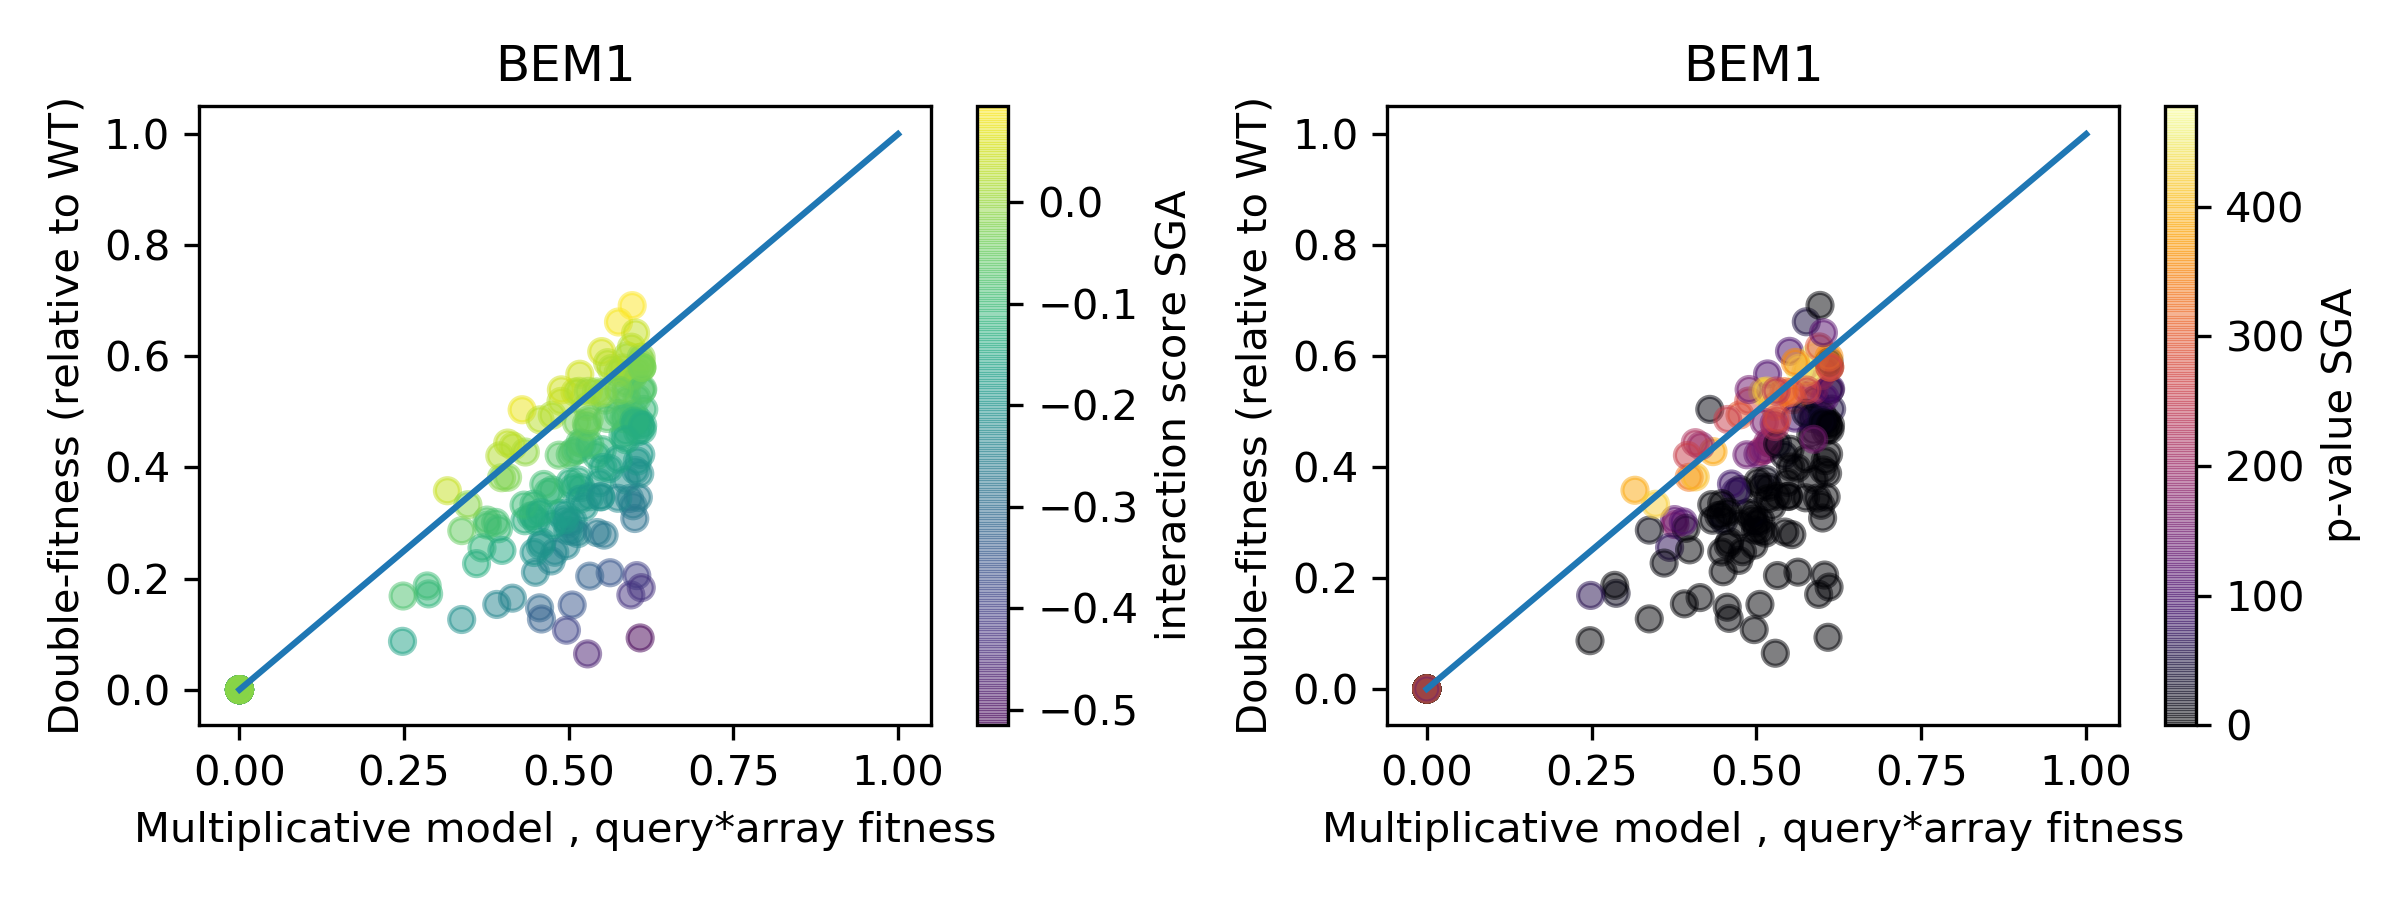 BEM1
Double-fitness (relative to WT)
1.0
0.8
0.6
0.4
0.2
0.0
0.00 0.25 0.50 0.75 1.00
Multiplicative model , query*array fitness
0.0
−0.1
−0.2
−0.3
−0.4
−0.5
interaction score SGA
BEM1
Double-fitness (relative to WT)
1.0
0.8
0.6
0.4
0.2
0.0
0.00 0.25 0.50 0.75 1.00
Multiplicative model , query*array fitness
400
300
200
100
0
p-value SGA